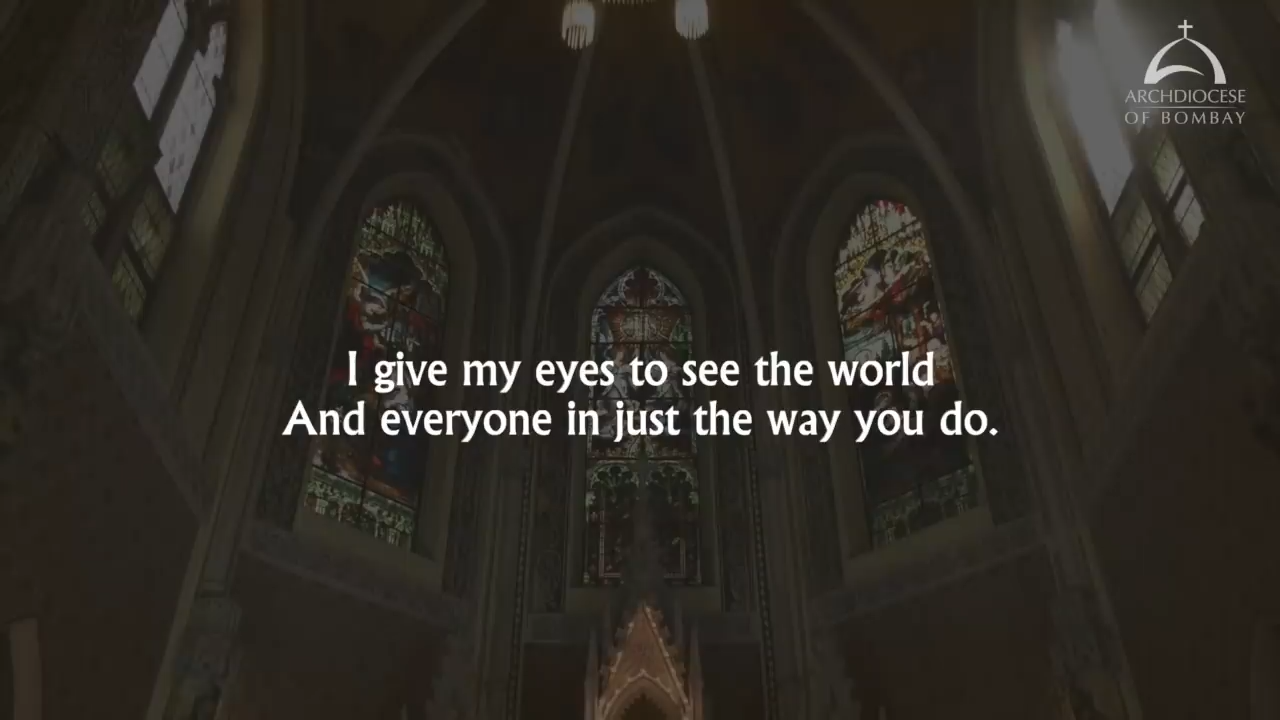 ARCHDIOCESE
OF BOMBAY
I give my eyes to see the world
And everyone in just the way you do.